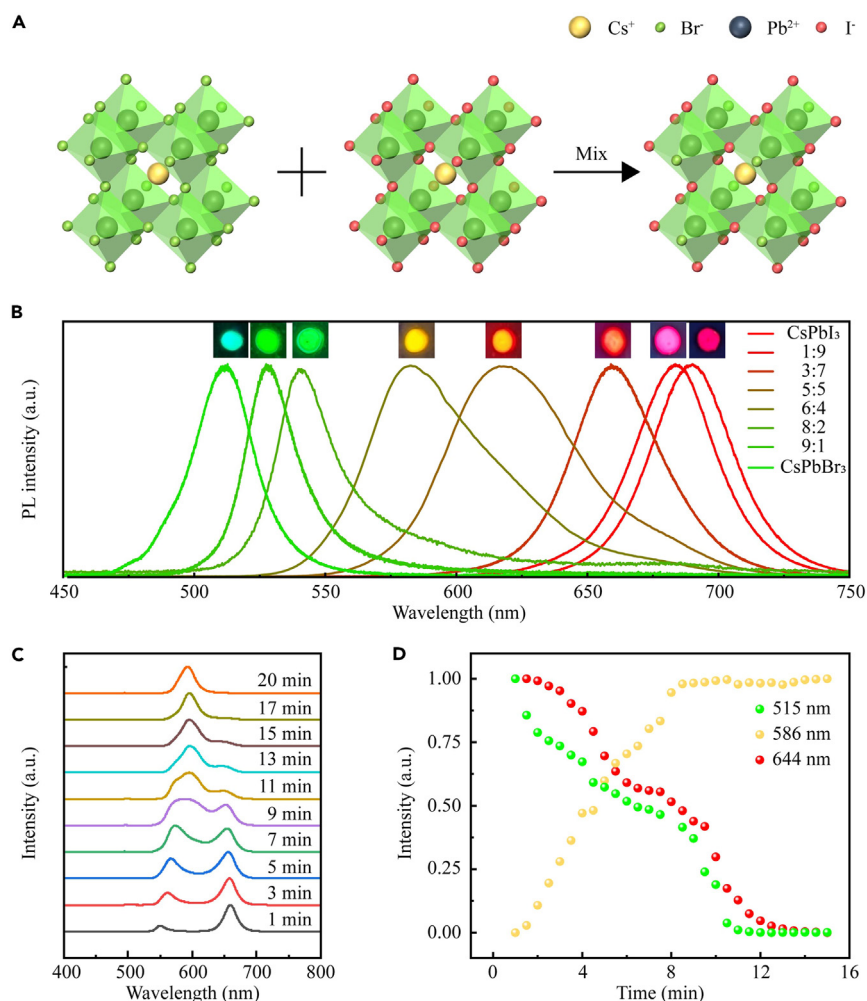 A
Cs⁺ Br⁻ Pb²⁺ I⁻
Mix
B
CsPbI₃
1:9
3:7
5:5
6:4
8:2
9:1
CsPbBr₃
PL intensity (a.u.)
450 500 550 600 650 700 750
Wavelength (nm)
C
20 min
17 min
15 min
13 min
11 min
9 min
7 min
5 min
3 min
1 min
Intensity (a.u.)
400 500 600 700 800
Wavelength (nm)
D
1.00
0.75
0.50
0.25
0.00
515 nm
586 nm
644 nm
Intensity (a.u.)
0 4 8 12 16
Time (min)